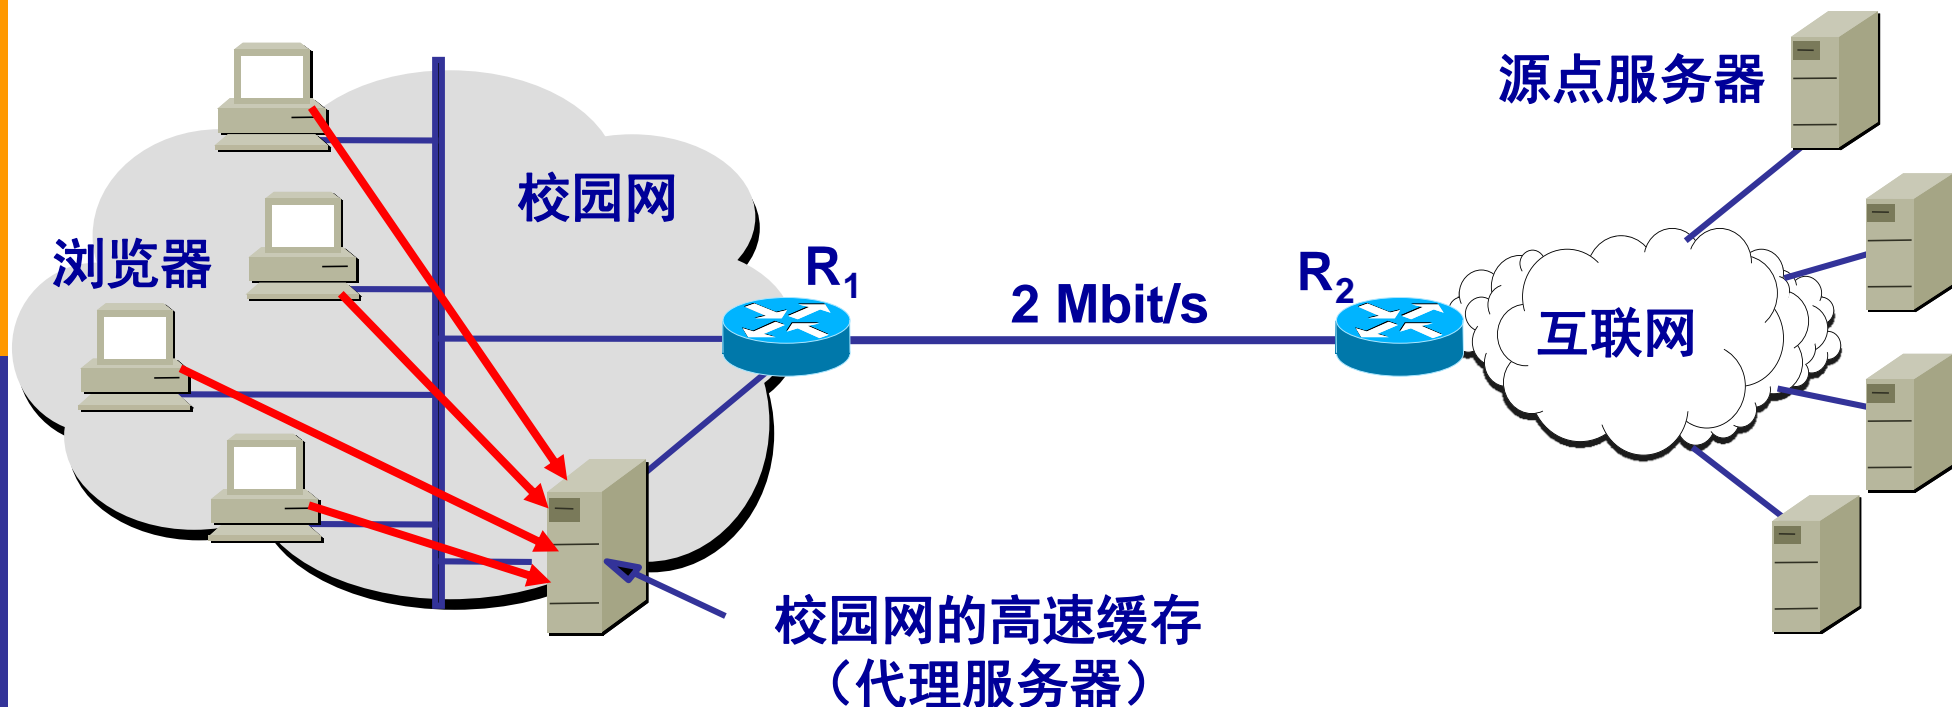 源点服务器
校园网
浏览器
R1
2 Mbit/s
R2
互联网
校园网的高速缓存
（代理服务器）